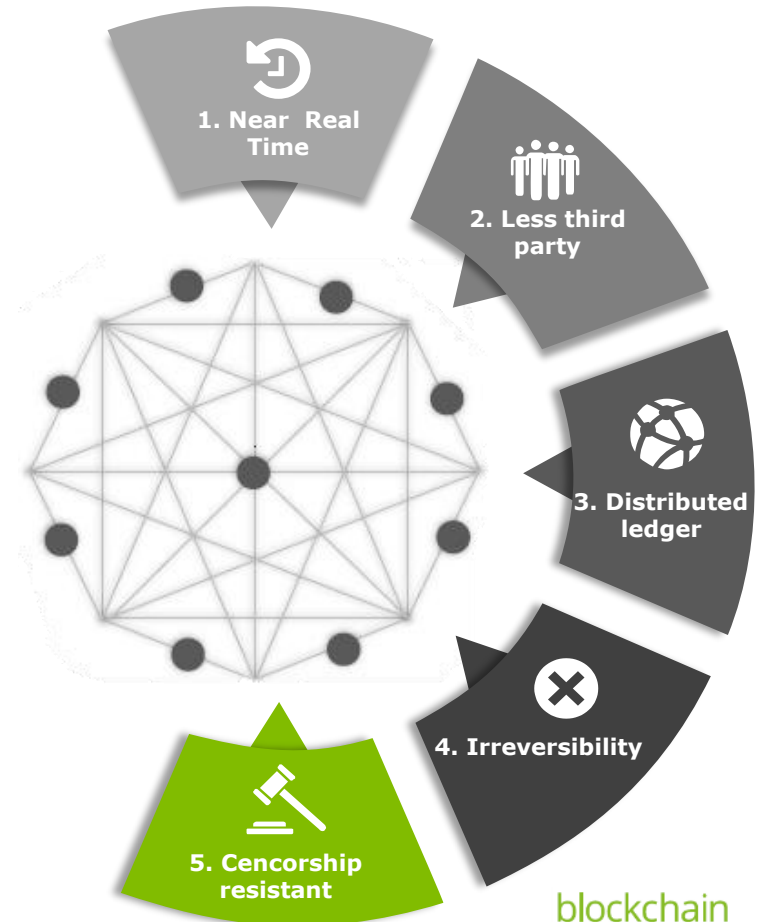 1. Near Real
Time
2. Less third
party
3. Distributed
ledger
4. Irreversibility
5. Cencorship
resistant
blockchain